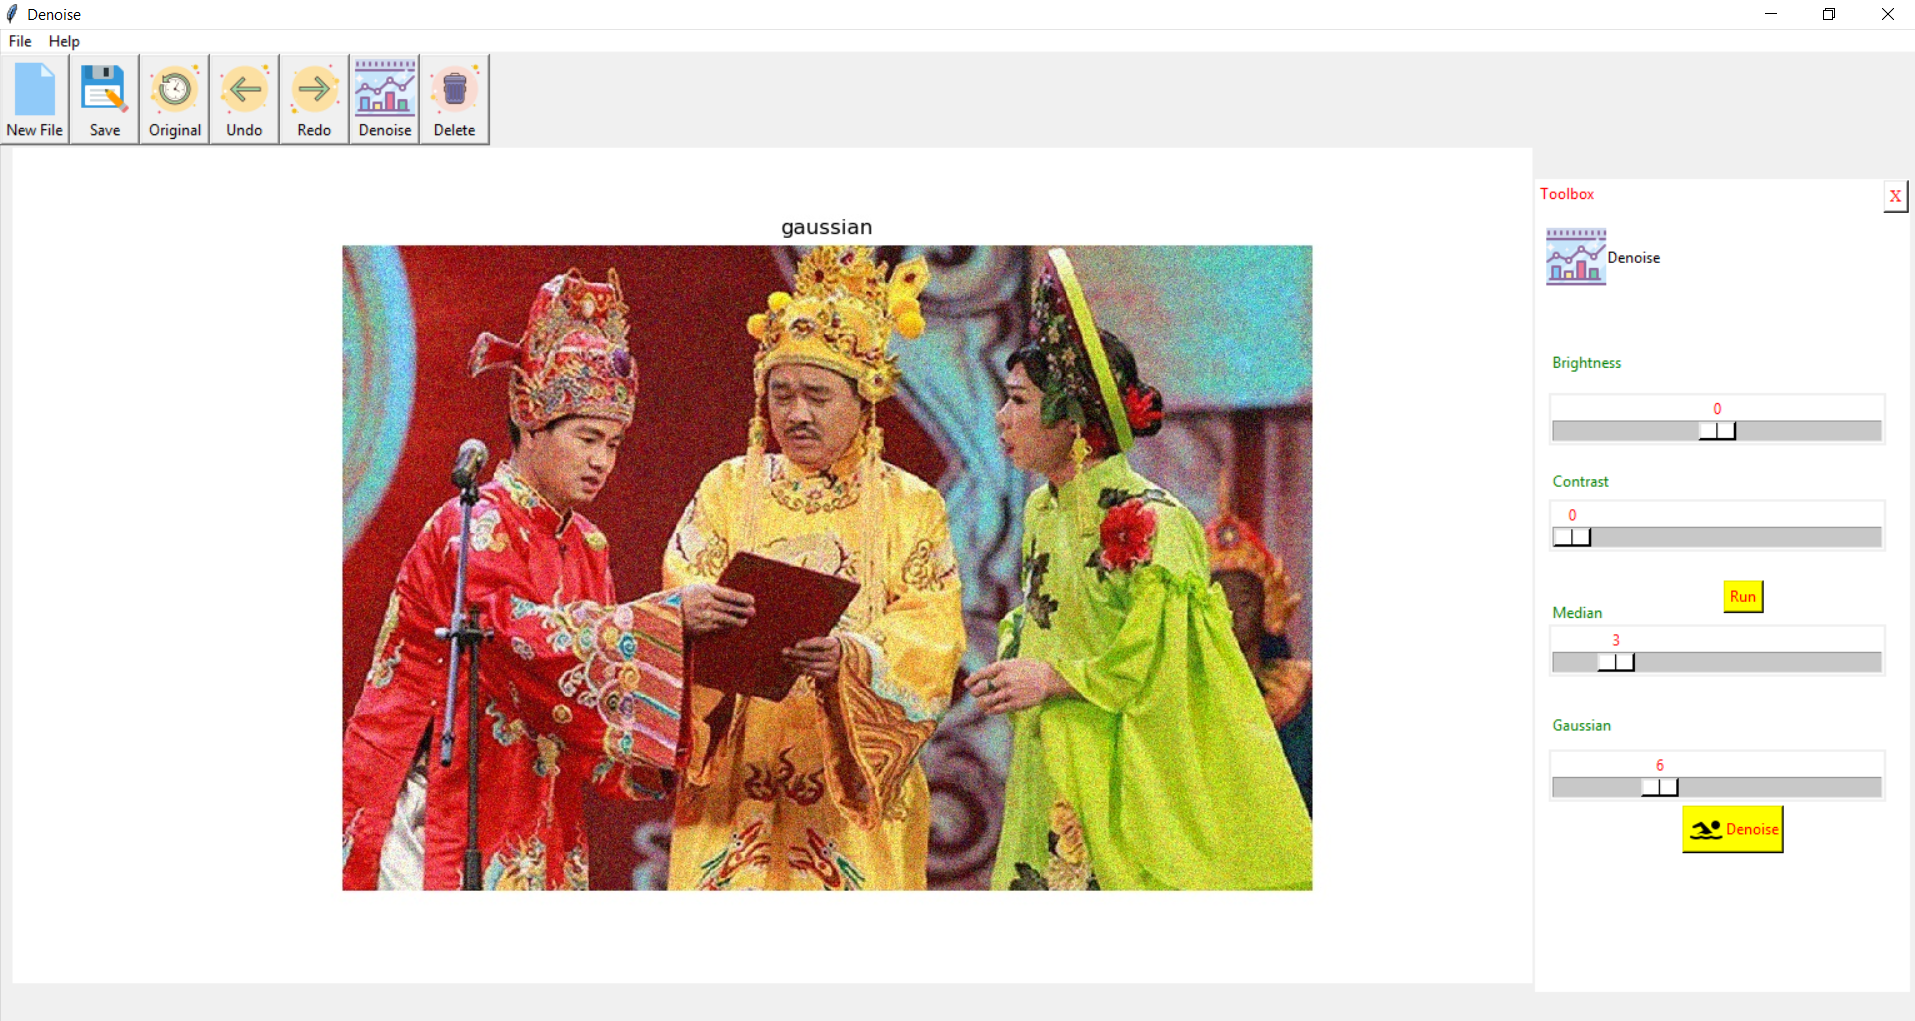 Denoise
File Help
New File Save Original Undo Redo Denoise Delete
Toolbox X
Denoise
gaussian
Brightness
0
Contrast
0
Run
Median
3
Gaussian
6
Denoise